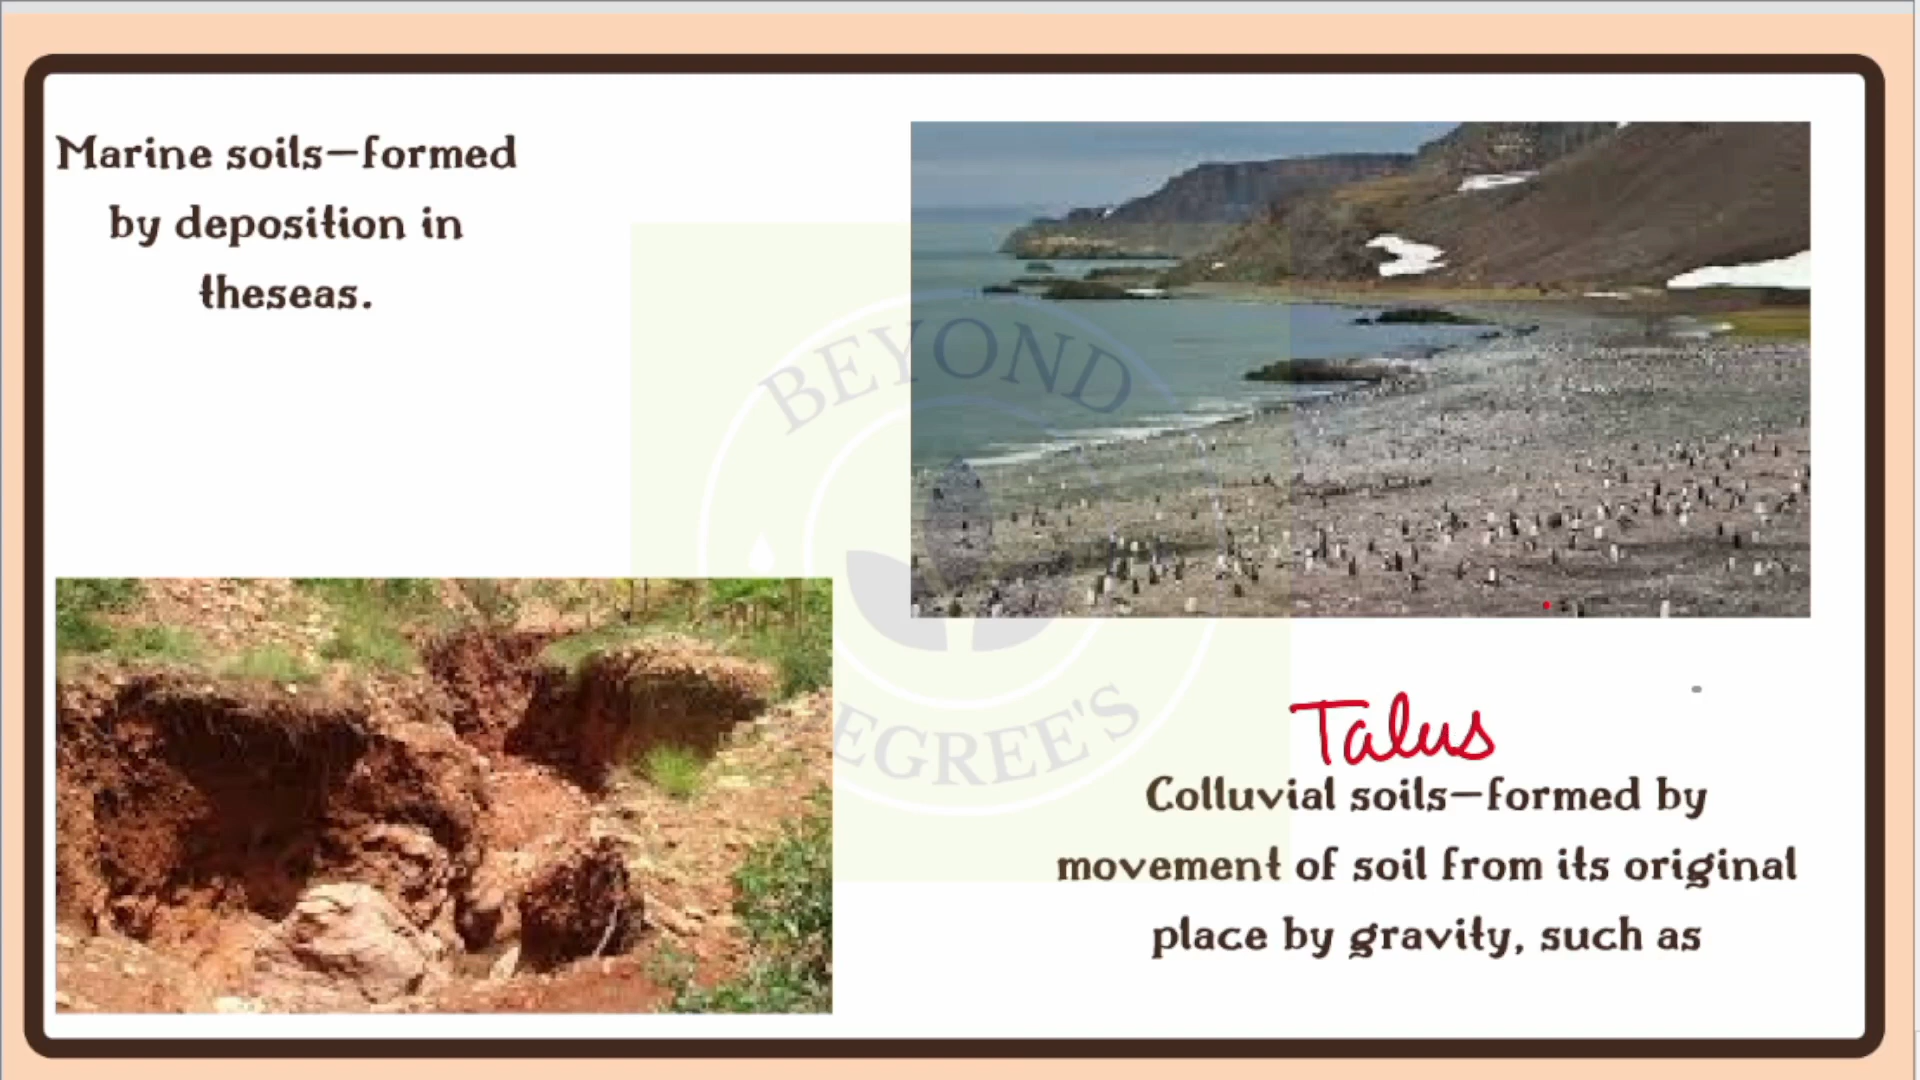 Marine soils—formed
by deposition in
theseas.
BEYOND
EGREE'S
Talus
Colluvial soils—formed by
movement of soil from its original
place by gravity, such as